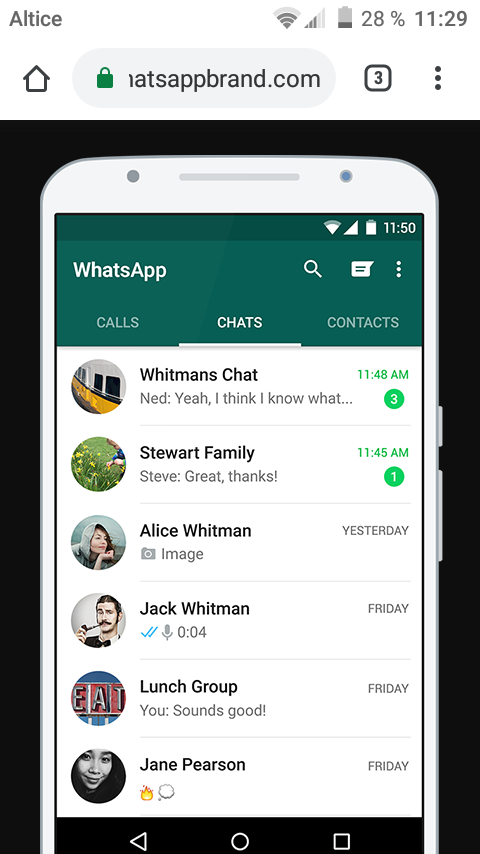 Altice 28 % 11:29
hatsappbrand.com 3
11:50
WhatsApp
CALLS CHATS CONTACTS
Whitmans Chat 11:48 AM
Ned: Yeah, I think I know what... 3
Stewart Family 11:45 AM
Steve: Great, thanks! 1
Alice Whitman YESTERDAY
Image
Jack Whitman FRIDAY
0:04
EAT
Lunch Group FRIDAY
You: Sounds good!
Jane Pearson FRIDAY
🔥💭